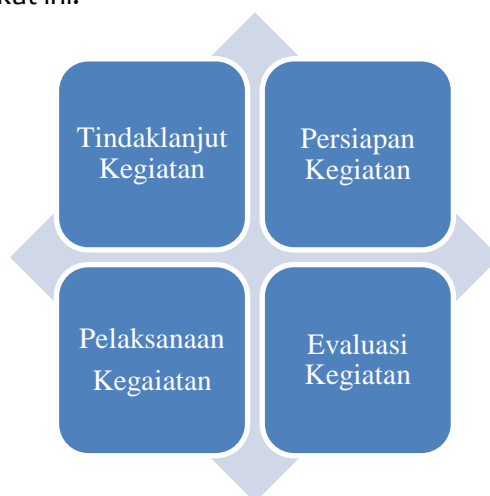 Tindaklanjut
Kegiatan
Persiapan
Kegiatan
Pelaksanaan
Kegaiatan
Evaluasi
Kegiatan